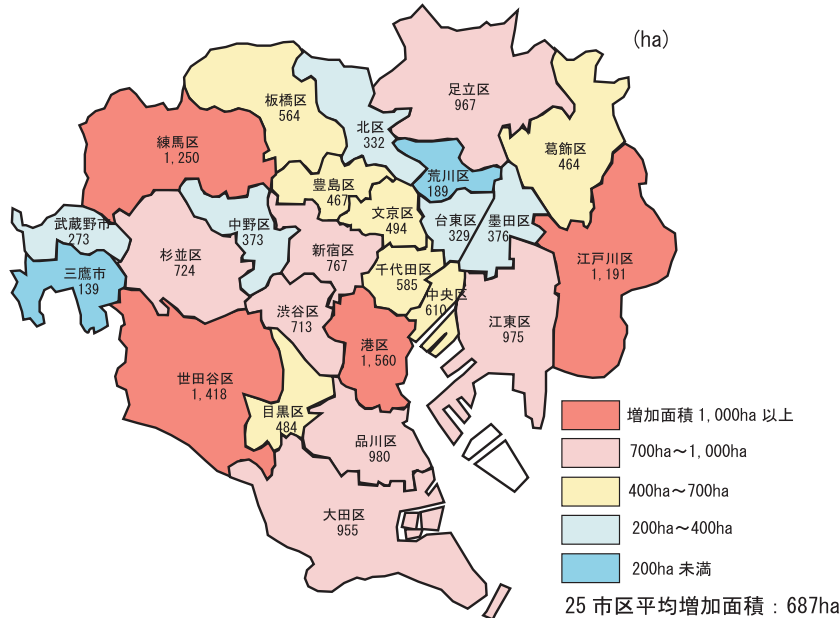 (ha)
足立区
967
板橋区
564
北区
332
練馬区
1,250
葛飾区
464
荒川区
189
豊島区
467
文京区
494
台東区
329
墨田区
376
武蔵野市
273
中野区
373
杉並区
724
新宿区
767
江戸川区
1,191
三鷹市
139
千代田区
585
中央区
610
渋谷区
713
江東区
975
港区
1,560
世田谷区
1,418
目黒区
484
品川区
980
大田区
955
増加面積 1,000ha 以上
700ha～1,000ha
400ha～700ha
200ha～400ha
200ha 未満
25 市区平均増加面積：687ha